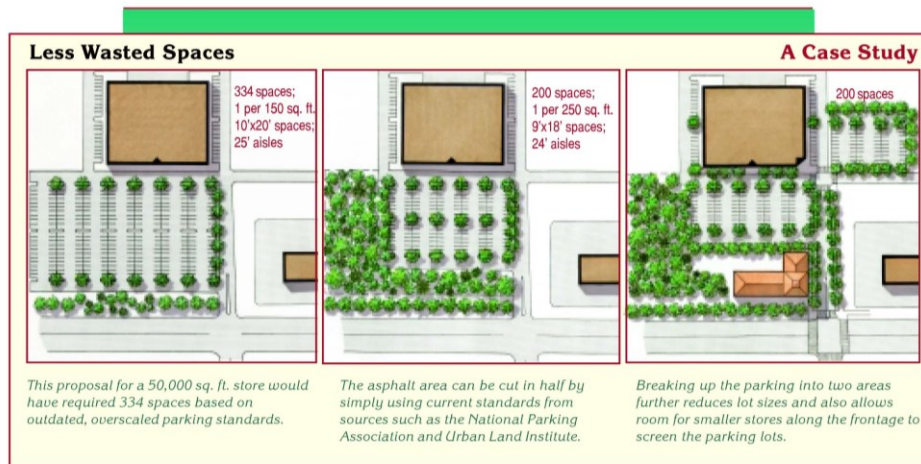 Less Wasted Spaces
A Case Study
334 spaces;
1 per 150 sq. ft.
10'x20' spaces;
25' aisles
200 spaces;
1 per 250 sq. ft.
9'x18' spaces;
24' aisles
200 spaces
This proposal for a 50,000 sq. ft. store would
have required 334 spaces based on
outdated, overscaled parking standards.
The asphalt area can be cut in half by
simply using current standards from
sources such as the National Parking
Association and Urban Land Institute.
Breaking up the parking into two areas
further reduces lot sizes and also allows
room for smaller stores along the frontage to
screen the parking lots.